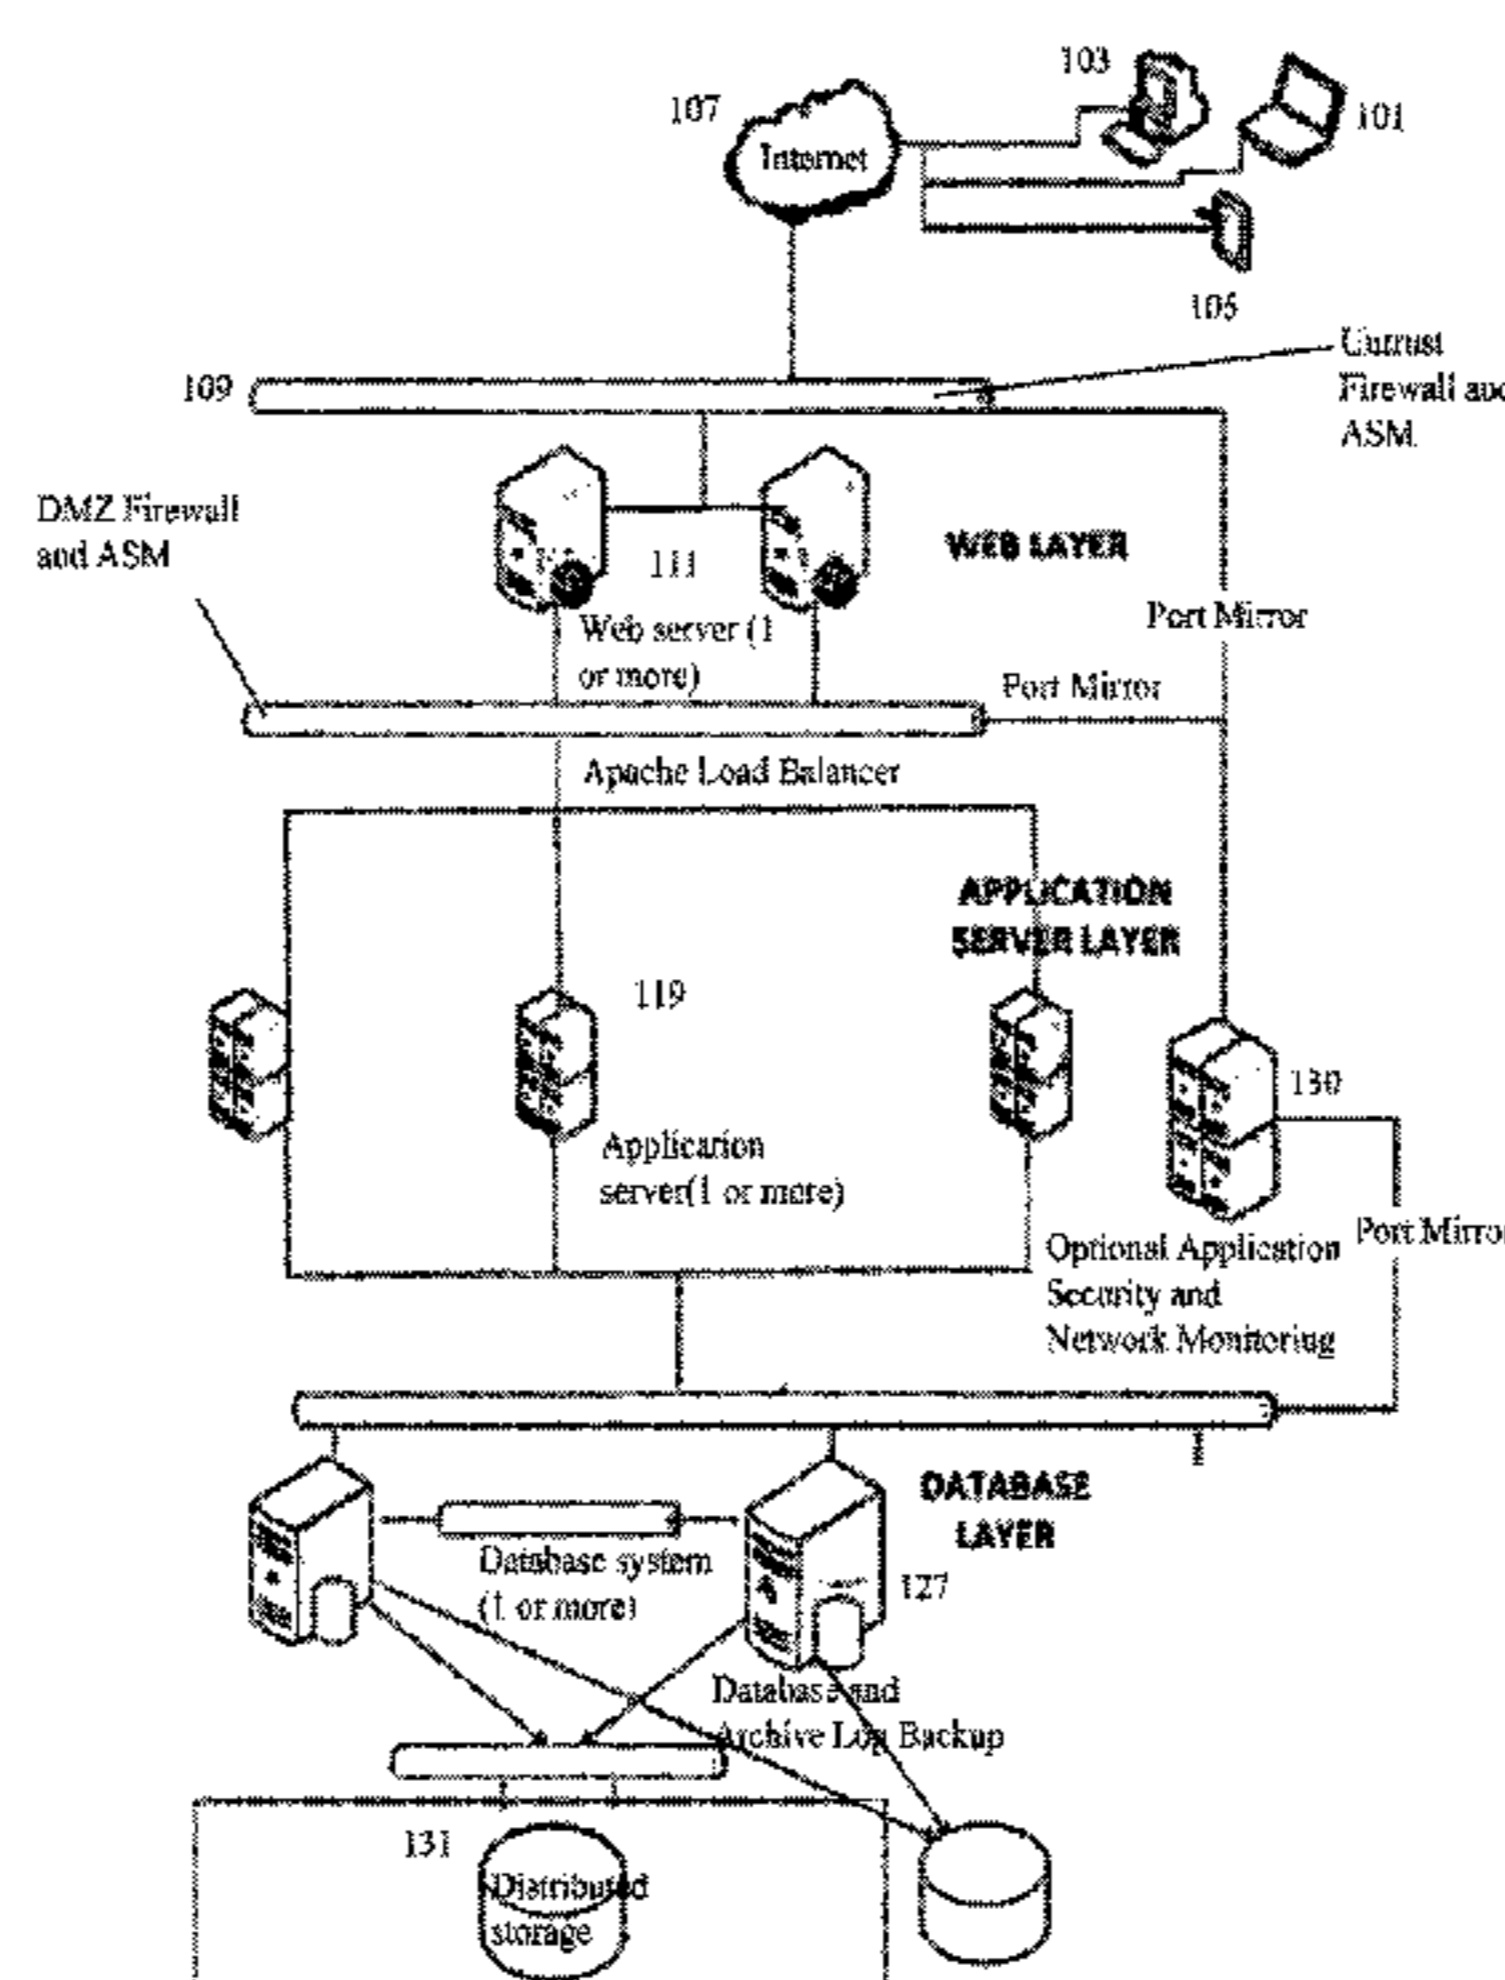 103
107
101
Internet
105
Untrust
109
Firewall and
ASM
DMZ Firewall
and ASM
WEB LAYER
111
Port Mirror
Web server (1
or more)
Port Mirror
Apache Load Balancer
APPLICATION
SERVER LAYER
119
130
Application
server(1 or more)
Port Mirror
Optional Application
Security and
Network Monitoring
DATABASE
LAYER
Database system
(1 or more)
127
Database and
Archive Log Backup
131
Distributed
storage